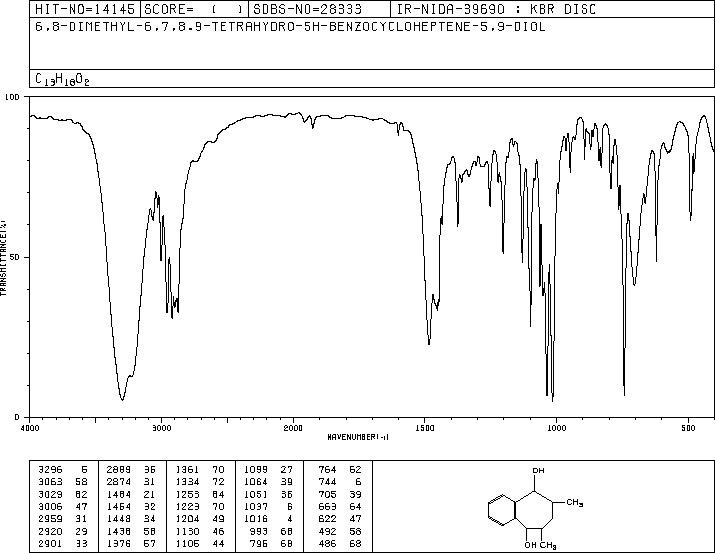 HIT-NO=14145 SCORE= ( ) SDBS-NO=28333 IR-NIDA-39690 : KBR DISC
6,8-DIMETHYL-6,7,8,9-TETRAHYDRO-5H-BENZOCYCLOHEPTENE-5,9-DIOL
C13H18O2
100
50
0
TRANSMITTANCE(%)
4000 3000 2000 1500 1000 500
WAVENUMBER(-1)
3296 5 2889 36 1361 70 1099 27 764 62
3063 58 2874 31 1334 72 1064 39 744 6
3029 62 1484 21 1253 64 1051 36 705 39
3006 47 1464 32 1223 70 1037 6 663 64
2959 31 1448 34 1204 49 1016 4 622 47
2920 29 1438 58 1130 46 993 68 492 58
2901 33 1376 57 1105 44 796 68 486 68
OH
CH3
OH CH3